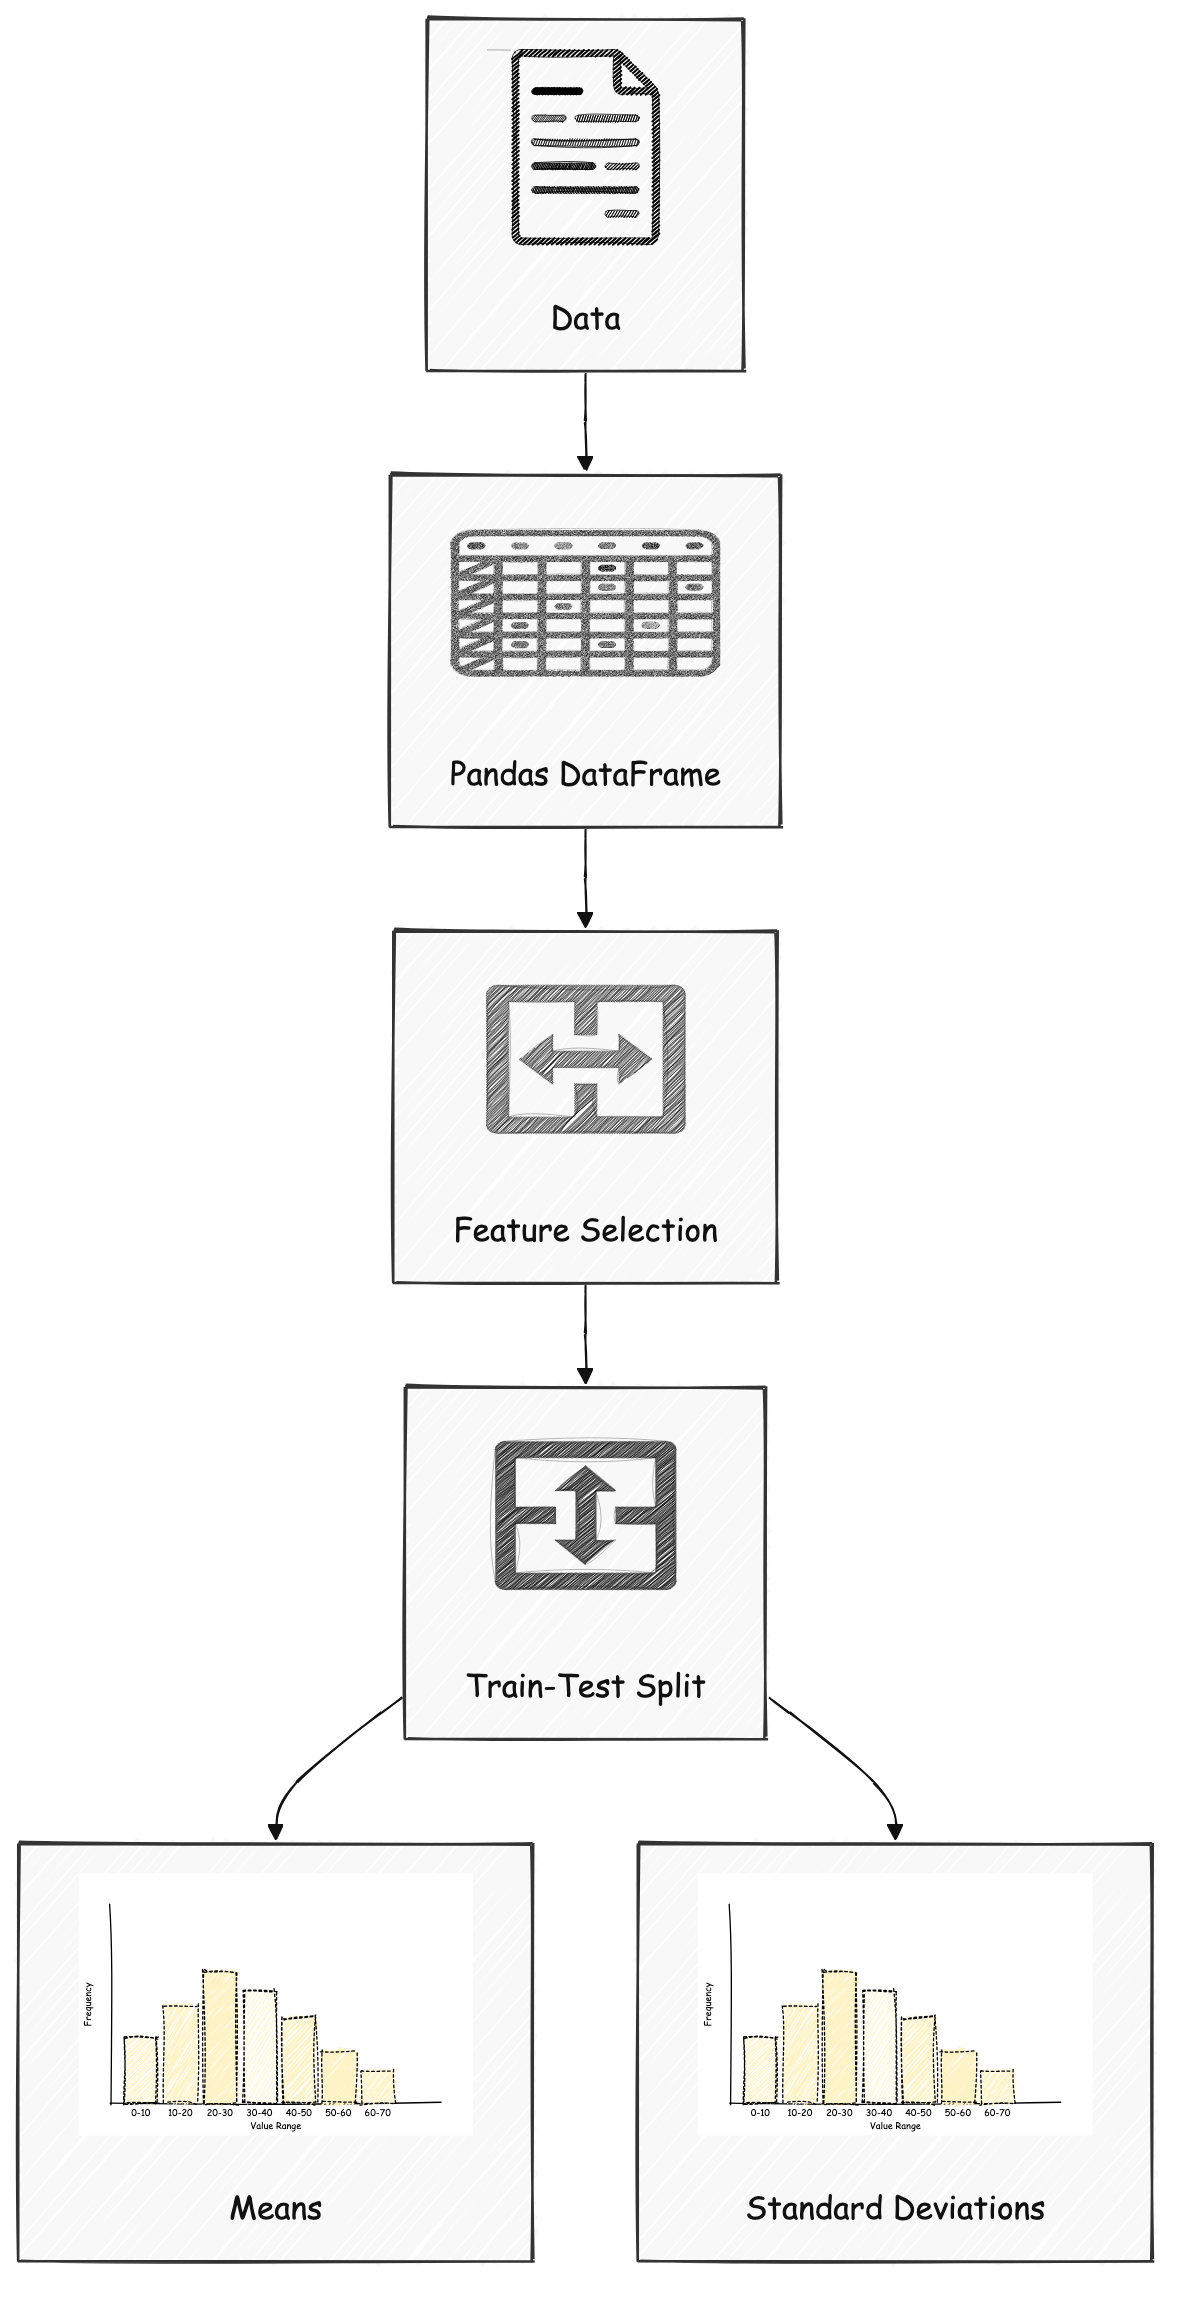 Data
Pandas DataFrame
Feature Selection
Train-Test Split
Frequency
0-10 10-20 20-30 30-40 40-50 50-60 60-70
Value Range
Means
Frequency
0-10 10-20 20-30 30-40 40-50 50-60 60-70
Value Range
Standard Deviations